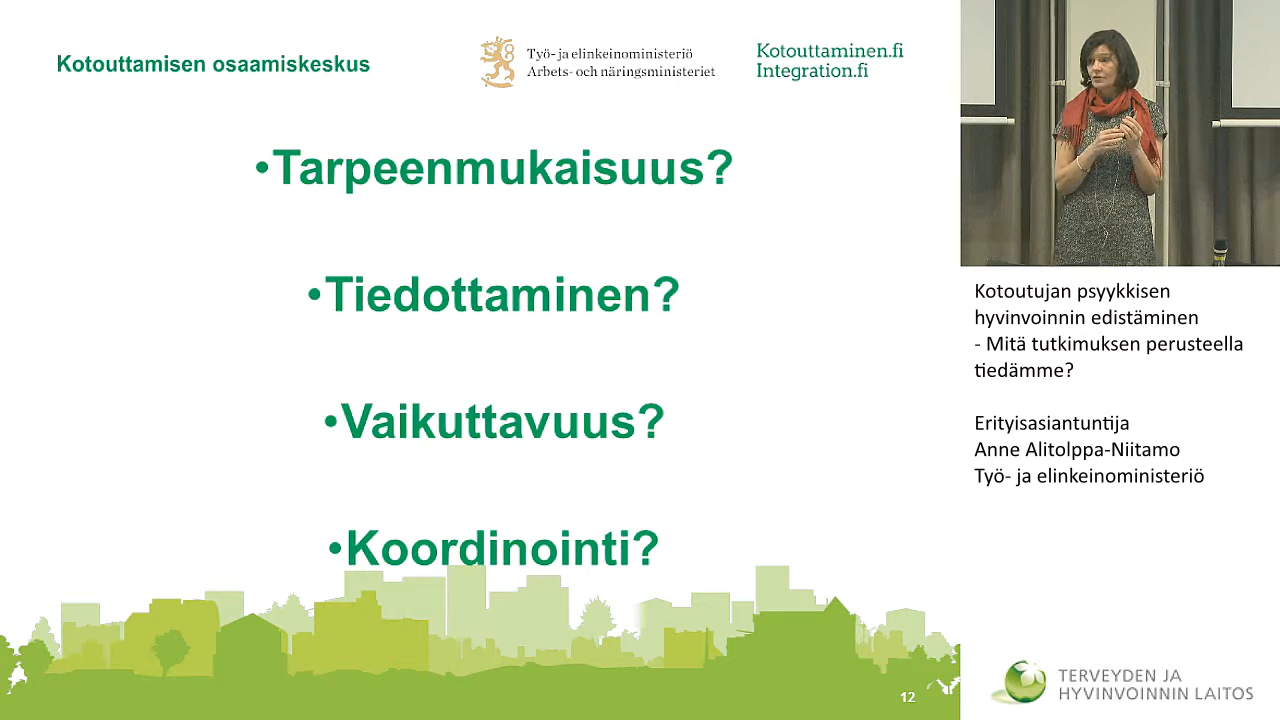 Kotouttamisen osaamiskeskus
Työ- ja elinkeinoministeriö
Arbets- och näringsministeriet
Kotouttaminen.fi
Integration.fi
•Tarpeenmukaisuus?
•Tiedottaminen?
•Vaikuttavuus?
•Koordinointi?
12
Kotoutujan psyykkisen
hyvinvoinnin edistäminen
- Mitä tutkimuksen perusteella
tiedämme?
Erityisasiantuntija
Anne Alitolppa-Niitamo
Työ- ja elinkeinoministeriö
TERVEYDEN JA
HYVINVOINNIN LAITOS